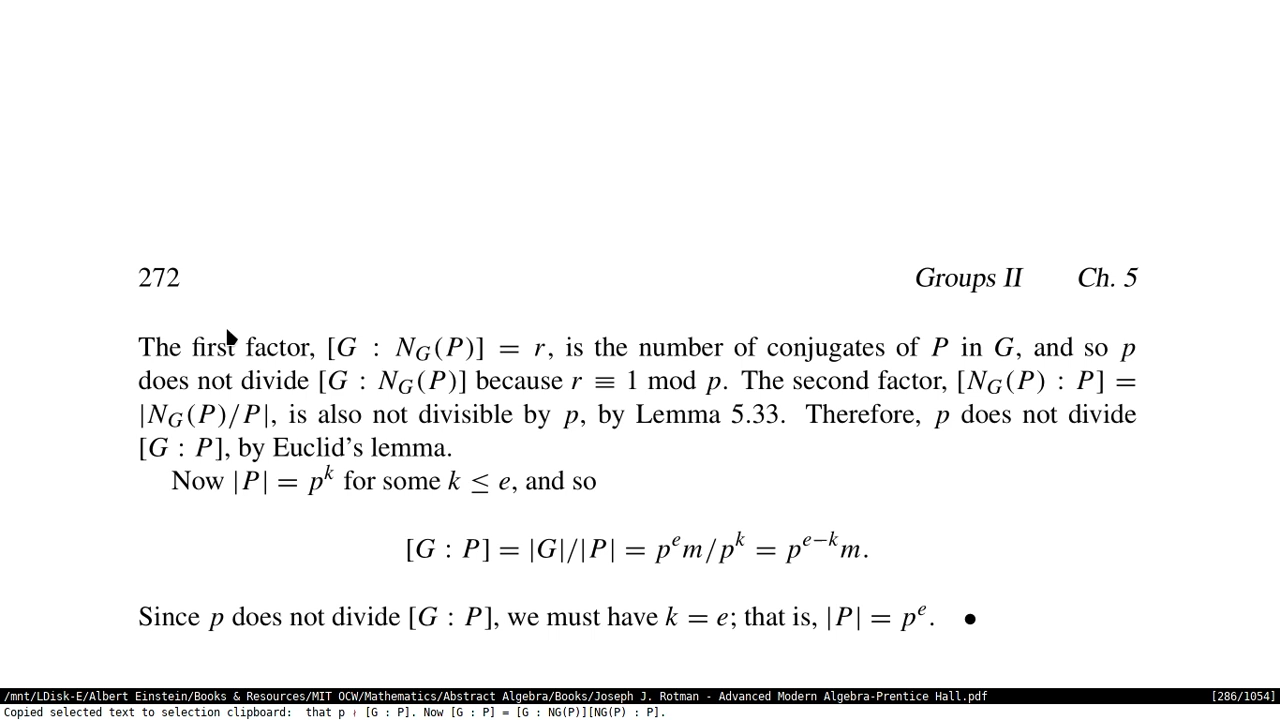 272 Groups II Ch. 5
The first factor, [G : N_G(P)] = r, is the number of conjugates of P in G, and so p
does not divide [G : N_G(P)] because r ≡ 1 mod p. The second factor, [N_G(P) : P] =
|N_G(P)/P|, is also not divisible by p, by Lemma 5.33. Therefore, p does not divide
[G : P], by Euclid's lemma.
Now |P| = p^k for some k ≤ e, and so
[G : P] = |G|/|P| = p^e m/p^k = p^{e−k} m.
Since p does not divide [G : P], we must have k = e; that is, |P| = p^e. •
/mnt/LDisk-E/Albert Einstein/Books & Resources/MIT OCW/Mathematics/Abstract Algebra/Books/Joseph J. Rotman - Advanced Modern Algebra-Prentice Hall.pdf [286/1054]
Copied selected text to selection clipboard: that p [G : P]. Now [G : P] = [G : NG(P)][NG(P) : P].